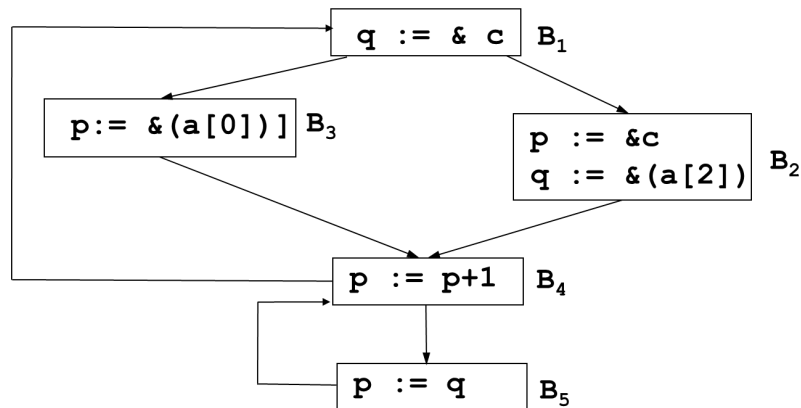 q := & c B1
p:= &(a[0])] B3
p := &c
q := &(a[2]) B2
p := p+1 B4
p := q B5